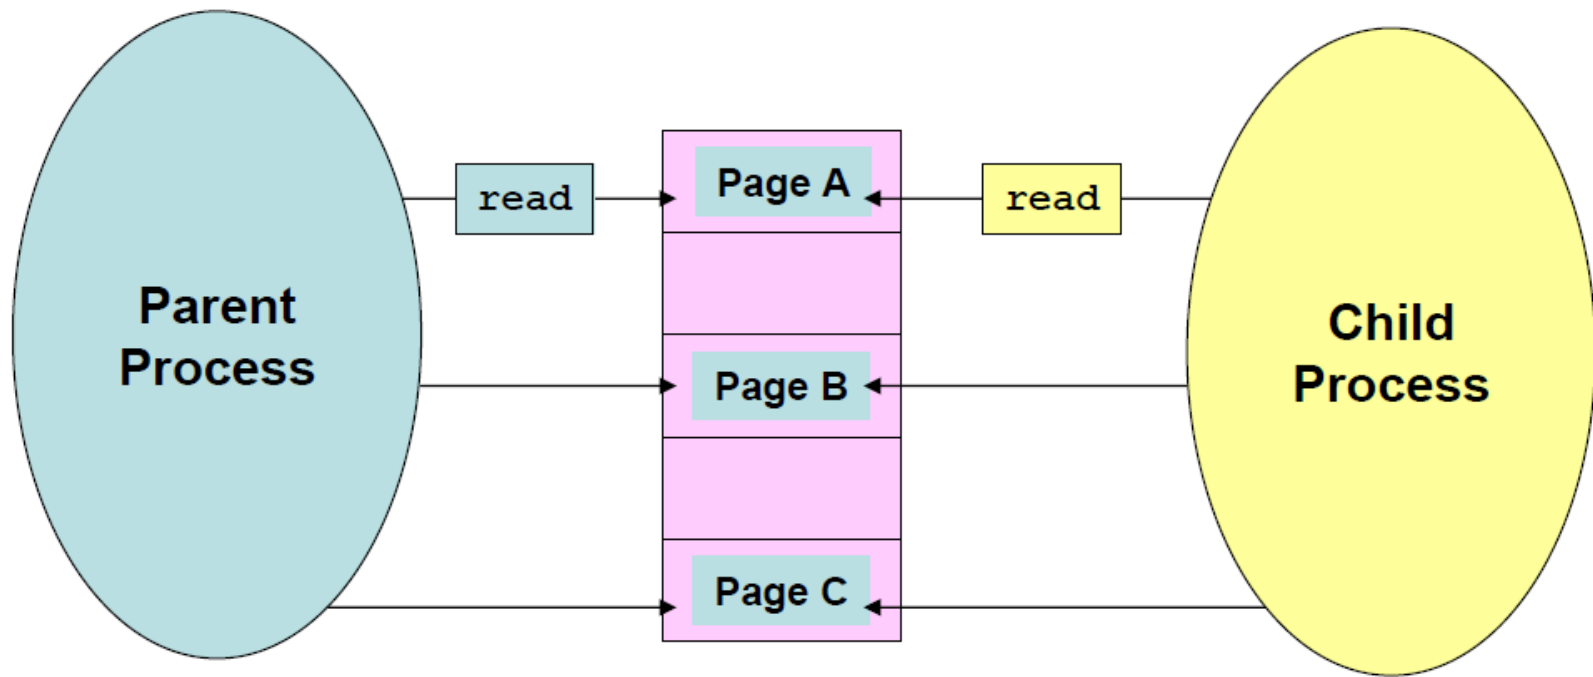 Parent
Process
read
Page A
read
Page B
Page C
Child
Process